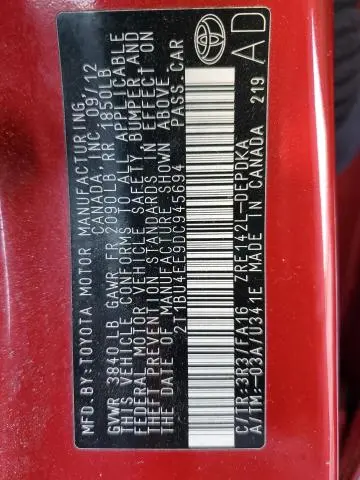 MFD.BY:TOYOTA MOTOR MANUFACTURING,
CANADA, INC. 09/12
GVWR 3840 LB GAWR FR 2090LB RR 1850LB
THIS VEHICLE CONFORMS TO ALL APPLICABLE
FEDERAL MOTOR VEHICLE SAFETY, BUMPER, AND
THEFT PREVENTION STANDARDS IN EFFECT ON
THE DATE OF MANUFACTURE SHOWN ABOVE.
2T1BU4EE9DC945694 PASS.CAR
C/TR:3R3/FA16 ZRE142L-DEPDKA
A/TM:-03A/U341E MADE IN CANADA 219
AD